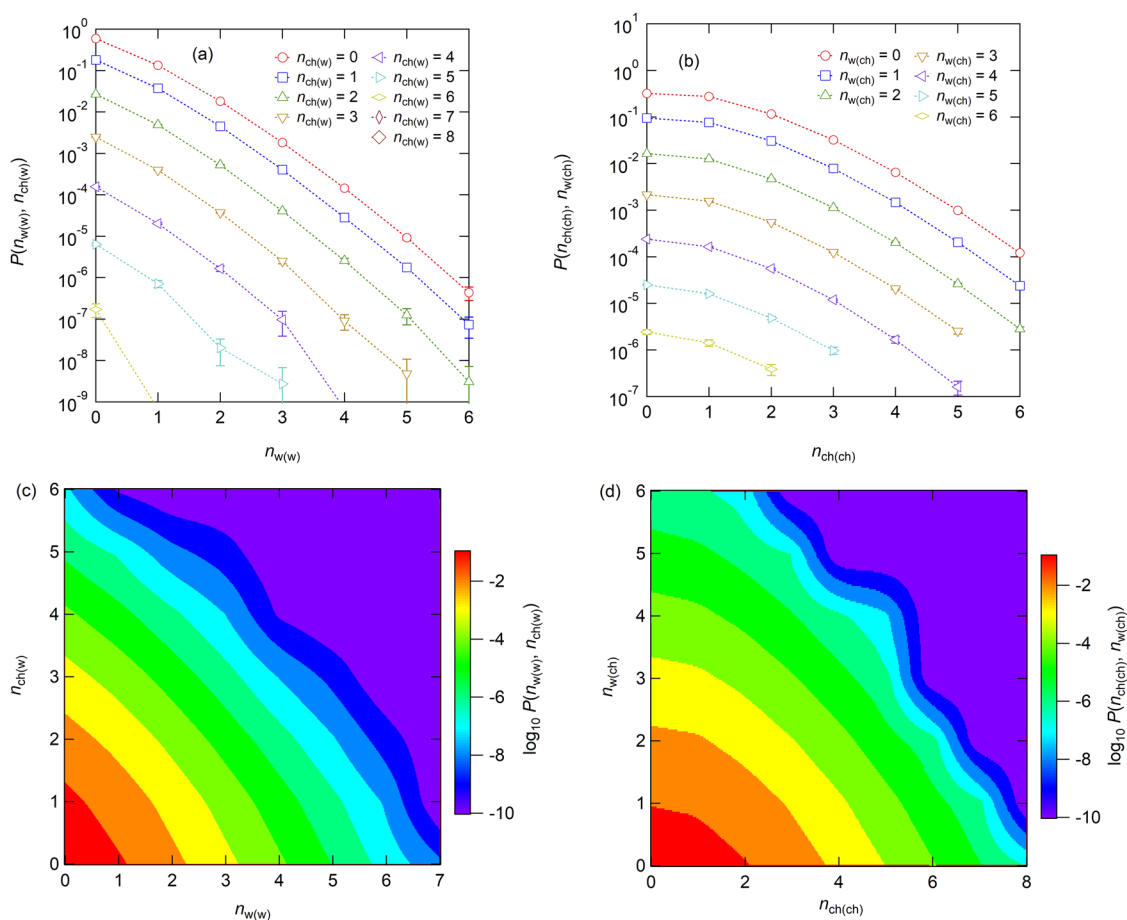 (a)
n_ch(w) = 0
n_ch(w) = 1
n_ch(w) = 2
n_ch(w) = 3
n_ch(w) = 4
n_ch(w) = 5
n_ch(w) = 6
n_ch(w) = 7
n_ch(w) = 8
10^0
10^-1
10^-2
10^-3
10^-4
10^-5
10^-6
10^-7
10^-8
10^-9
P(n_w(w), n_ch(w))
0 1 2 3 4 5 6
n_w(w)
(b)
n_w(ch) = 0
n_w(ch) = 1
n_w(ch) = 2
n_w(ch) = 3
n_w(ch) = 4
n_w(ch) = 5
n_w(ch) = 6
10^1
10^0
10^-1
10^-2
10^-3
10^-4
10^-5
10^-6
10^-7
P(n_ch(ch), n_w(ch))
0 1 2 3 4 5 6
n_ch(ch)
(c)
6
5
4
3
2
1
0
n_ch(w)
0 1 2 3 4 5 6 7
n_w(w)
-2
-4
-6
-8
-10
log10 P(n_w(w), n_ch(w))
(d)
6
5
4
3
2
1
0
n_w(ch)
0 2 4 6 8
n_ch(ch)
-2
-4
-6
-8
-10
log10 P(n_ch(ch), n_w(ch))